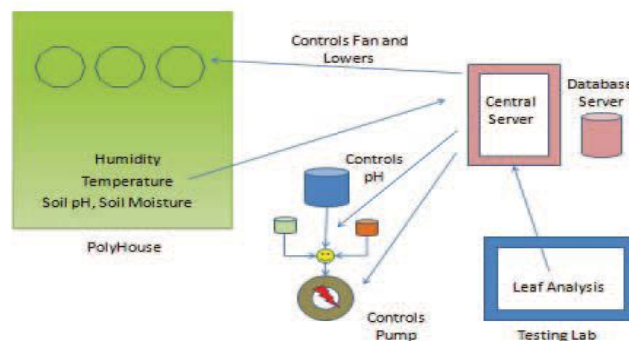 Controls Fan and
Lowers
Central
Server
Database
Server
Humidity
Temperature
Soil pH, Soil Moisture
PolyHouse
Controls
pH
Controls
Pump
Leaf Analysis
Testing Lab